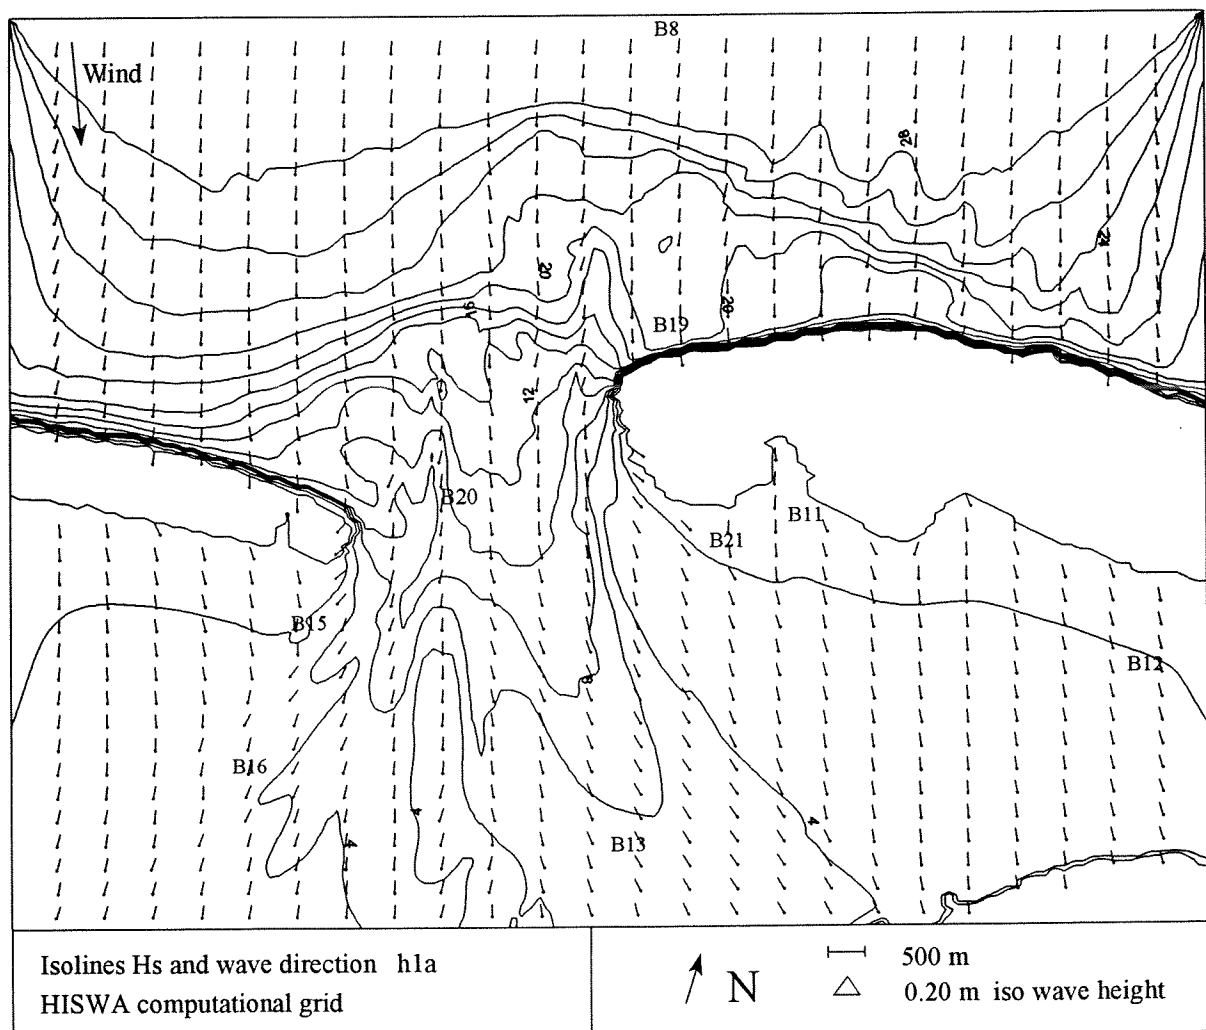 B8
Wind
28
24
20
20
16
B19
12
B20
B11
B21
B15
B12
8
B16
4
4
4
B13
Isolines Hs and wave direction h1a
HISWA computational grid
N
500 m
0.20 m iso wave height